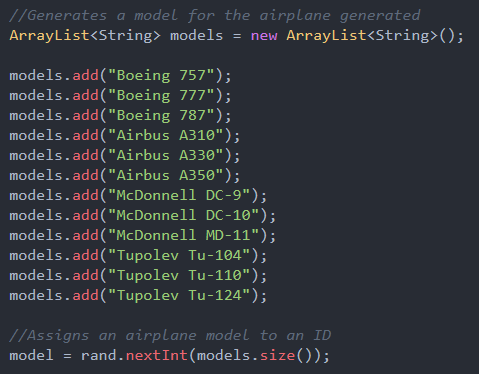 //Generates a model for the airplane generated
ArrayList<String> models = new ArrayList<String>();
models.add("Boeing 757");
models.add("Boeing 777");
models.add("Boeing 787");
models.add("Airbus A310");
models.add("Airbus A330");
models.add("Airbus A350");
models.add("McDonnell DC-9");
models.add("McDonnell DC-10");
models.add("McDonnell MD-11");
models.add("Tupolev Tu-104");
models.add("Tupolev Tu-110");
models.add("Tupolev Tu-124");
//Assigns an airplane model to an ID
model = rand.nextInt(models.size());